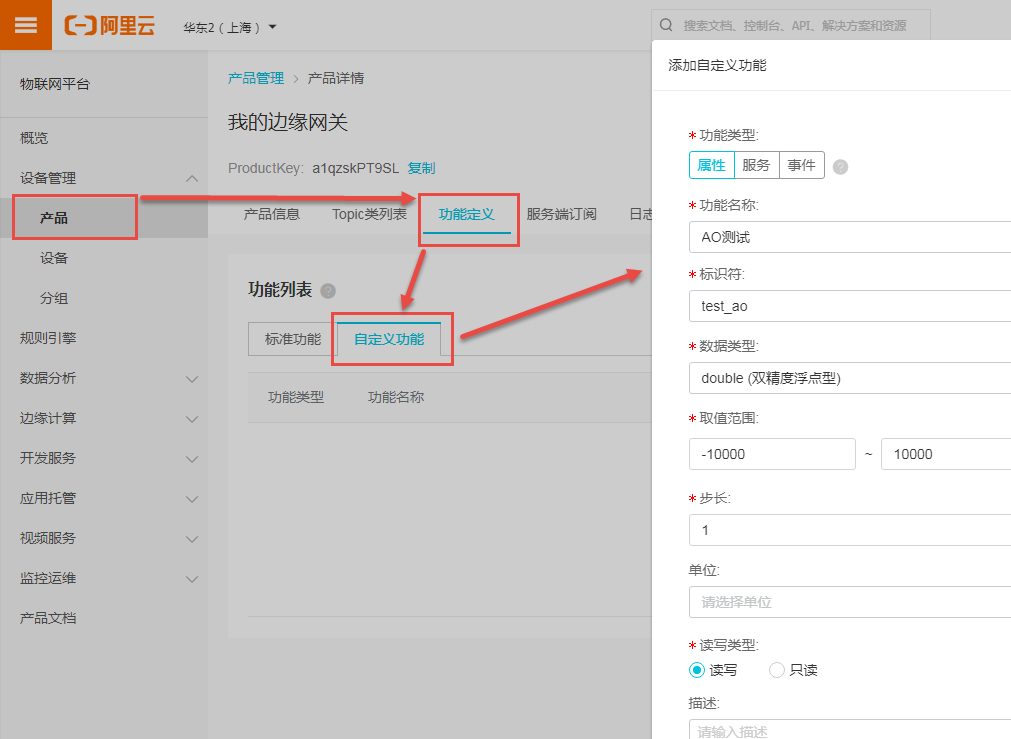 阿里云
华东2（上海）
搜索文档、控制台、API、解决方案和资源
物联网平台
概览
设备管理
产品
设备
分组
规则引擎
数据分析
边缘计算
开发服务
应用托管
视频服务
监控运维
产品文档
产品管理 > 产品详情
我的边缘网关
ProductKey: a1qzskPT9SL 复制
产品信息 Topic类列表 功能定义 服务端订阅 日志
功能列表 ?
标准功能 自定义功能
功能类型 功能名称
添加自定义功能
* 功能类型:
属性 服务 事件 ?
* 功能名称:
AO测试
* 标识符:
test_ao
* 数据类型:
double (双精度浮点型)
* 取值范围:
-10000 ~ 10000
* 步长:
1
单位:
请选择单位
* 读写类型:
读写 只读
描述:
请输入描述